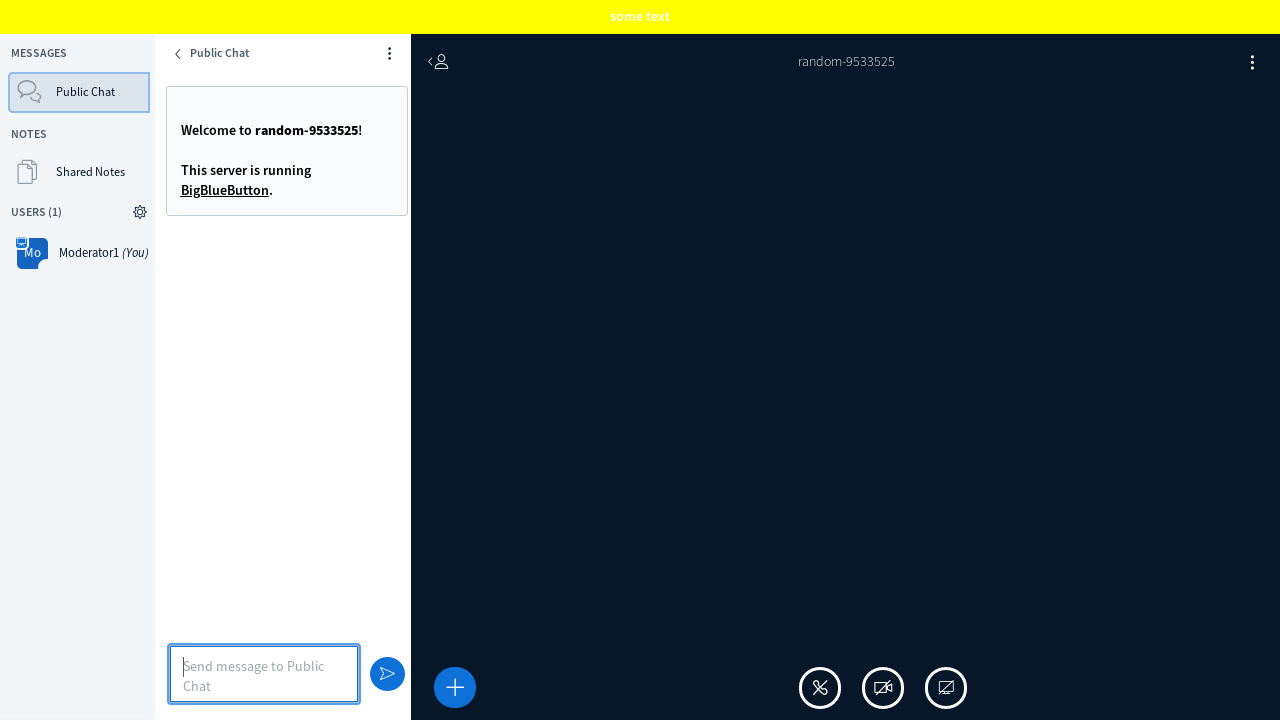 some text
MESSAGES
Public Chat
NOTES
Shared Notes
USERS (1)
Mo
Moderator1 (You)
Public Chat
Welcome to random-9533525!
This server is running
BigBlueButton.
Send message to Public
Chat
random-9533525